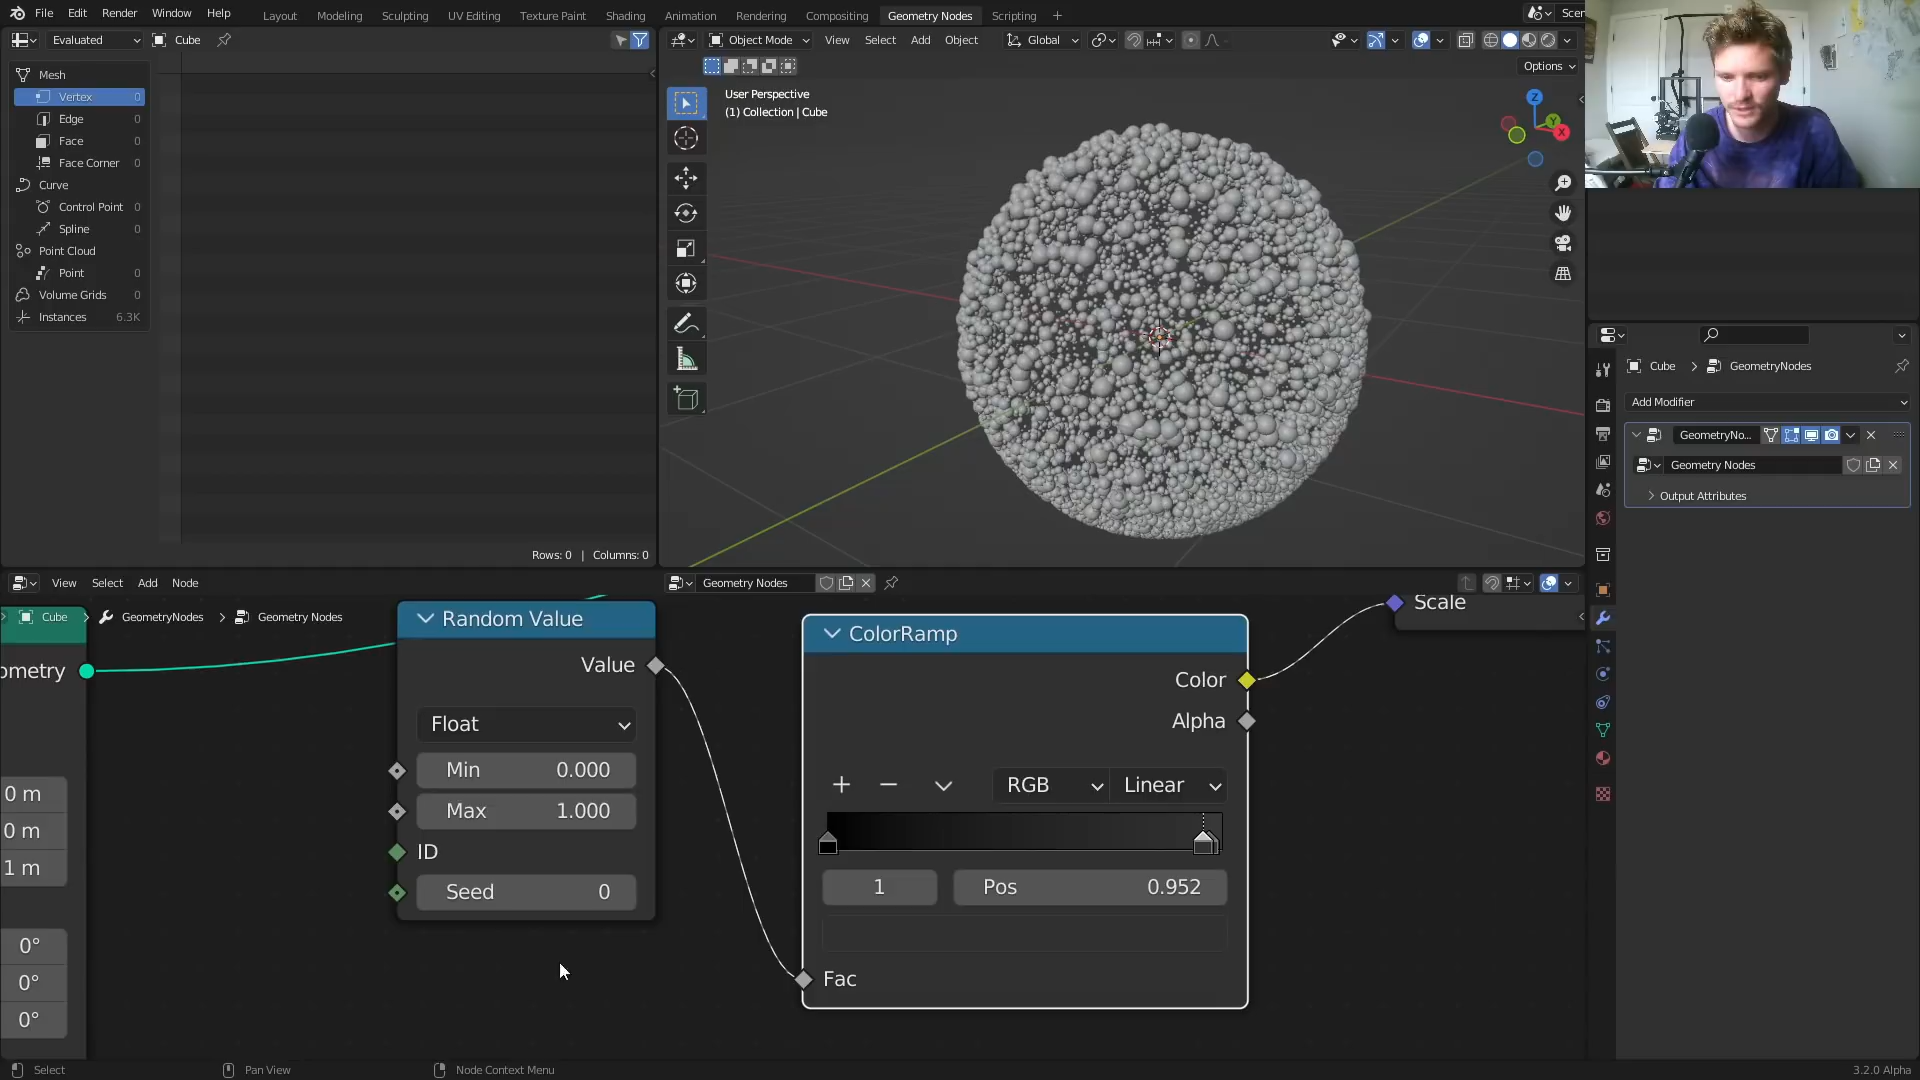 File Edit Render Window Help
Layout Modeling Sculpting UV Editing Texture Paint Shading Animation Rendering Compositing Geometry Nodes Scripting +
Scen
Evaluated Cube
Object Mode View Select Add Object Global
Options
Mesh
Vertex 0
Edge 0
Face 0
Face Corner 0
Curve
Control Point 0
Spline 0
Point Cloud
Point 0
Volume Grids 0
Instances 6.3K
Rows: 0 | Columns: 0
User Perspective
(1) Collection | Cube
Z
Y
X
Cube > GeometryNodes
Add Modifier
GeometryNo...
Geometry Nodes
Output Attributes
View Select Add Node
Geometry Nodes
Cube > GeometryNodes > Geometry Nodes
ometry
0 m
0 m
1 m
0°
0°
0°
Random Value
Value
Float
Min 0.000
Max 1.000
ID
Seed 0
ColorRamp
Color
Alpha
+ − RGB Linear
1 Pos 0.952
Fac
Scale
Select Pan View Node Context Menu
3.2.0 Alpha